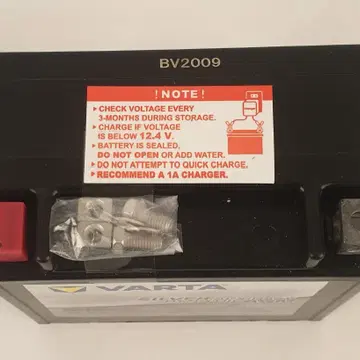 BV2009
! NOTE !
▸ CHECK VOLTAGE EVERY
3-MONTHS DURING STORAGE.
▸ CHARGE IF VOLTAGE
IS BELOW 12.4 V.
▸ BATTERY IS SEALED,
DO NOT OPEN OR ADD WATER.
▸ DO NOT ATTEMPT TO QUICK CHARGE.
▸ RECOMMEND A 1A CHARGER.
VARTA